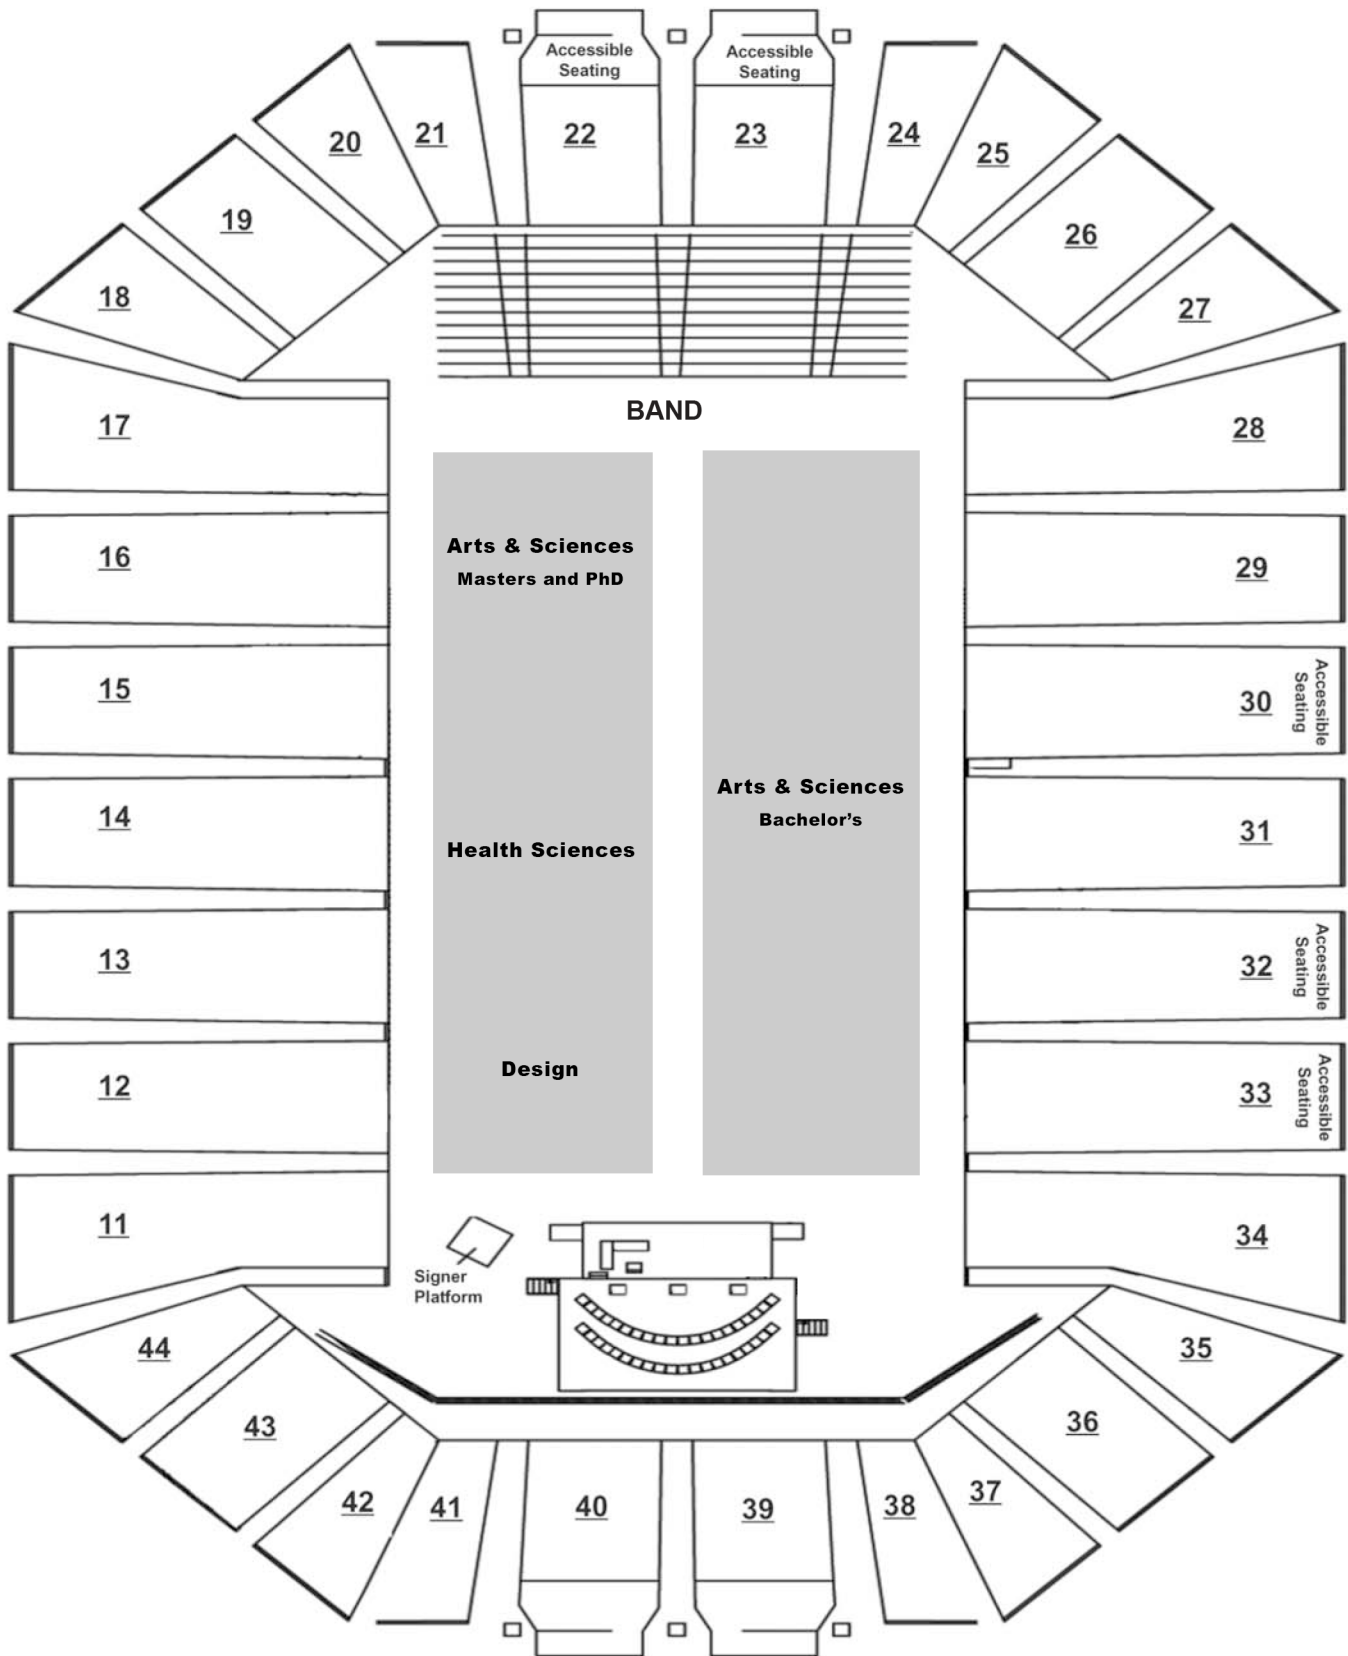 Accessible
Seating
Accessible
Seating
20
21
22
23
24
25
19
26
18
27
17
BAND
28
16
Arts & Sciences
Masters and PhD
29
15
30
Accessible
Seating
14
Health Sciences
Arts & Sciences
Bachelor’s
31
13
32
Accessible
Seating
12
Design
33
Accessible
Seating
11
34
Signer
Platform
44
35
43
36
42
41
40
39
38
37